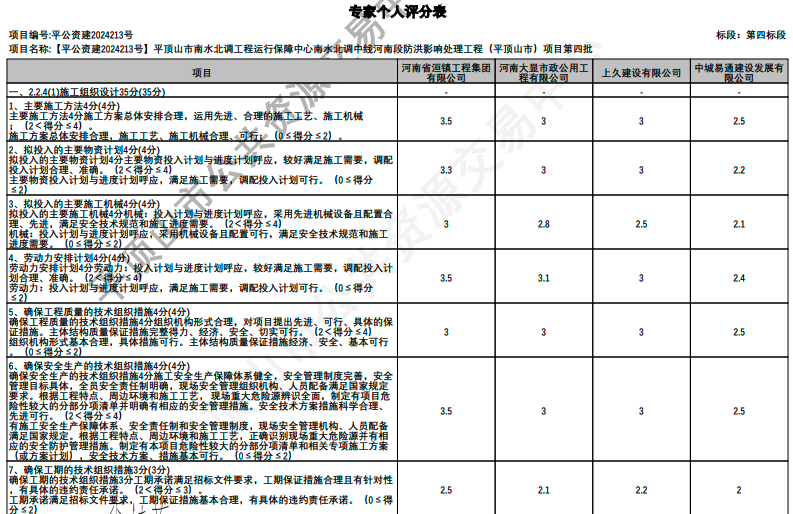 专家个人评分表
项目编号:平公资建2024213号
标段：第四标段
项目名称:【平公资建2024213号】平顶山市南水北调工程运行保障中心南水北调中线河南段防洪影响处理工程（平顶山市）项目第四批
项目
河南省涯镇工程集团
有限公司
河南大显市政公用工
程有限公司
上久建设有限公司
中城易通建设发展有
限公司
一、2.2.4(1)施工组织设计35分(35分)
-
-
-
-
1、主要施工方法4分(4分)
主要施工方法4分施工方案总体安排合理，运用先进、合理的施工工艺、施工机械
；（2＜得分≤4）。
施工方案总体安排合理，施工工艺、施工机械合理、可行；（0≤得分≤2）。
3.5
3
3
2.5
2、拟投入的主要物资计划4分(4分)
拟投入的主要物资计划4分主要物资投入计划与进度计划呼应，较好满足施工需要，调配
投入计划合理、准确。（2＜得分≤4）
主要物资投入计划与进度计划呼应，满足施工需要，调配投入计划可行。（0≤得分
≤2）
3.3
3
3
2.2
3、拟投入的主要施工机械4分(4分)
拟投入的主要施工机械4分机械：投入计划与进度计划呼应，采用先进机械设备且配置合
理、先进，满足安全技术规范和施工进度需要。（2＜得分≤4）
机械：投入计划与进度计划呼应，采用机械设备且配置可行，满足安全技术规范和施工
进度需要。（0≤得分≤2）
3
2.8
2.5
2.1
4、劳动力安排计划4分(4分)
劳动力安排计划4分劳动力：投入计划与进度计划呼应，较好满足施工需要，调配投入计
划合理、准确。（2＜得分≤4）
劳动力：投入计划与进度计划呼应，满足施工需要，调配投入计划可行。（0≤得分
≤2）
3.5
3.1
3
2.4
5、确保工程质量的技术组织措施4分(4分)
确保工程质量的技术组织措施4分组织机构形式合理，对项目提出先进、可行、具体的保
证措施。主体结构质量保证措施完整得力、经济、安全、切实可行。（2＜得分≤4）
组织机构形式基本合理，具体措施可行。主体结构质量保证措施经济、安全、基本可行
。（0≤得分≤2）
3
3
3
2.5
6、确保安全生产的技术组织措施4分(4分)
确保安全生产的技术组织措施4分施工安全生产保障体系健全，安全管理制度完善，安全
管理目标具体，全员安全责任制明确，现场安全管理组织机构、人员配备满足国家规定
要求。根据工程特点、周边环境和施工工艺，现场重大危险源辨识全面，制定有项目危
险性较大的分部分项清单并明确有相应的安全管理措施。安全技术方案措施科学合理、
先进可行。（2＜得分≤4）
有施工安全生产保障体系、安全责任制和安全管理制度，现场安全管理机构、人员配备
满足国家规定。根据工程特点、周边环境和施工工艺，正确识别现场重大危险源并有相
应的安全防护管理措施。制定有本项目危险性较大的分部分项清单和相关专项施工方案
（或方案计划），安全技术方案、措施基本可行。（0≤得分≤2）
3.5
3
3
2.5
7、确保工期的技术组织措施3分(3分)
确保工期的技术组织措施3分工期承诺满足招标文件要求，工期保证措施合理且有针对性
，有具体的违约责任承诺。（2＜得分≤3）。
工期承诺满足招标文件要求，工期保证措施基本合理，有具体的违约责任承诺。（0≤得
分≤2）
2.5
2.1
2.2
2
平顶山市公共资源交易中